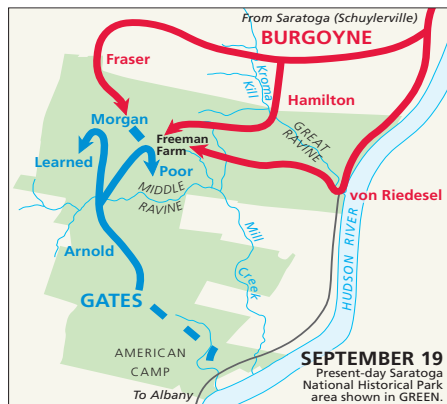 From Saratoga (Schuylerville)
BURGOYNE
Fraser
Kroma
Kill
Hamilton
Morgan
GREAT
RAVINE
Freeman
Farm
Learned
Poor
MIDDLE
RAVINE
von Riedesel
Arnold
Mill
Creek
HUDSON RIVER
GATES
AMERICAN
CAMP
To Albany
SEPTEMBER 19
Present-day Saratoga
National Historical Park
area shown in GREEN.